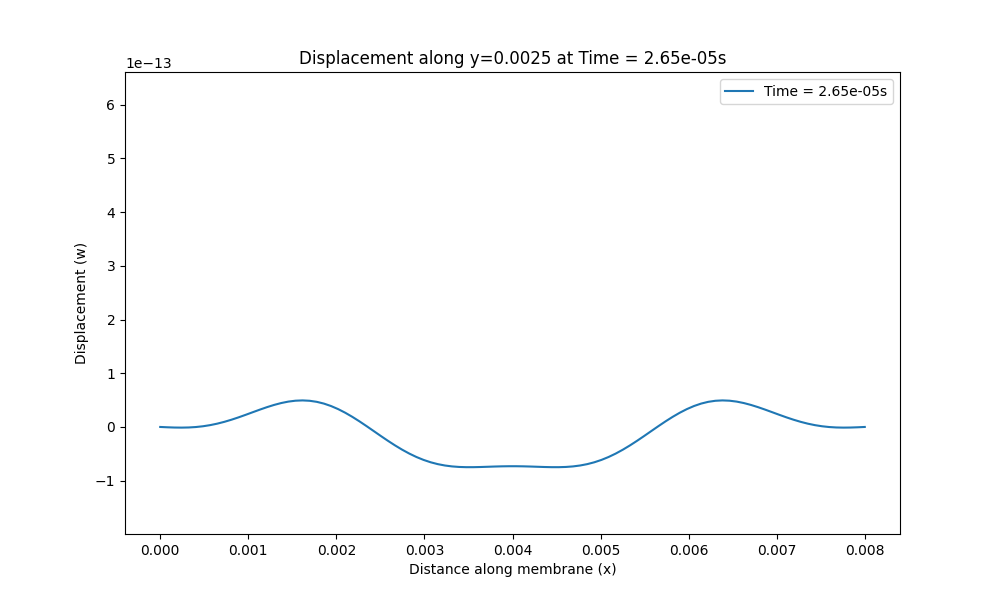 Displacement along y=0.0025 at Time = 2.65e-05s
1e−13
Time = 2.65e-05s
6
5
4
3
2
1
0
−1
Displacement (w)
0.000 0.001 0.002 0.003 0.004 0.005 0.006 0.007 0.008
Distance along membrane (x)